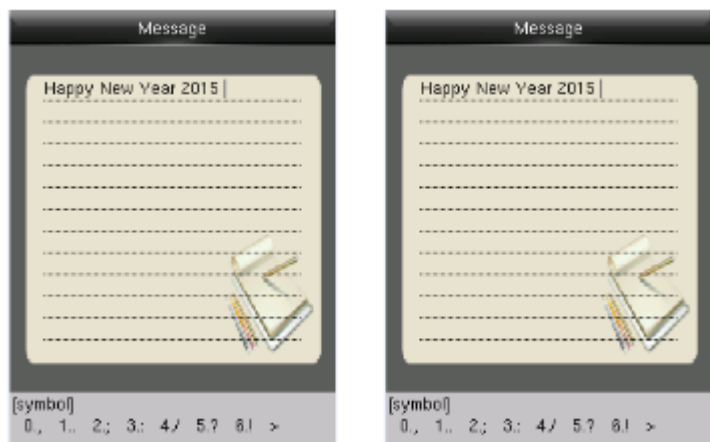 Message
Happy New Year 2015
[symbol]
0., 1.. 2.; 3.: 4./ 5.? 6.! >
Message
Happy New Year 2015
[symbol]
0., 1.. 2.; 3.: 4./ 5.? 6.! >